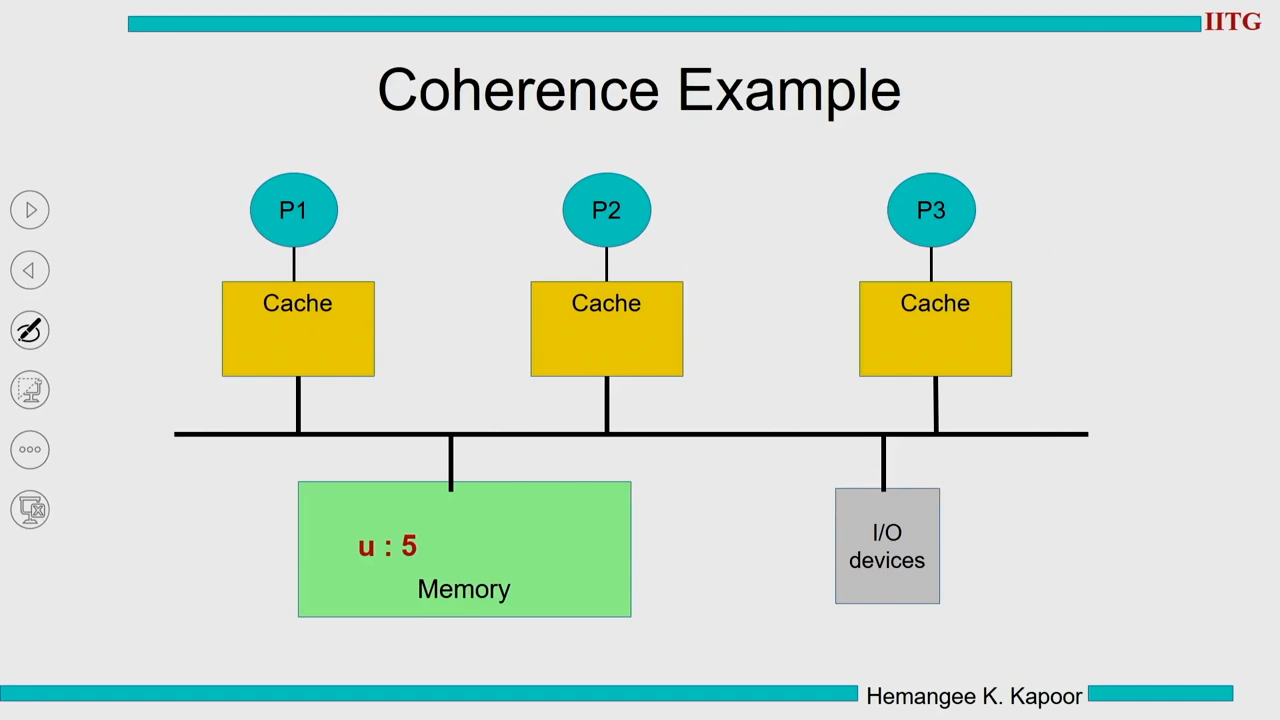 IITG
Coherence Example
P1
P2
P3
Cache
Cache
Cache
u : 5
Memory
I/O
devices
Hemangee K. Kapoor